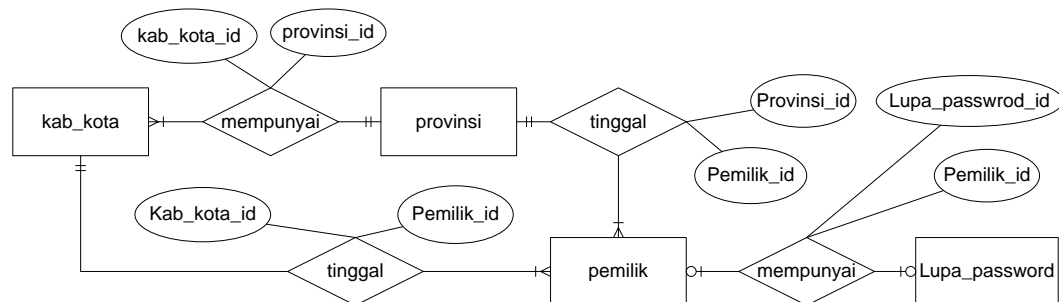 kab_kota_id
provinsi_id
kab_kota
mempunyai
provinsi
tinggal
Provinsi_id
Lupa_passwrod_id
Pemilik_id
Pemilik_id
Kab_kota_id
Pemilik_id
tinggal
pemilik
mempunyai
Lupa_password